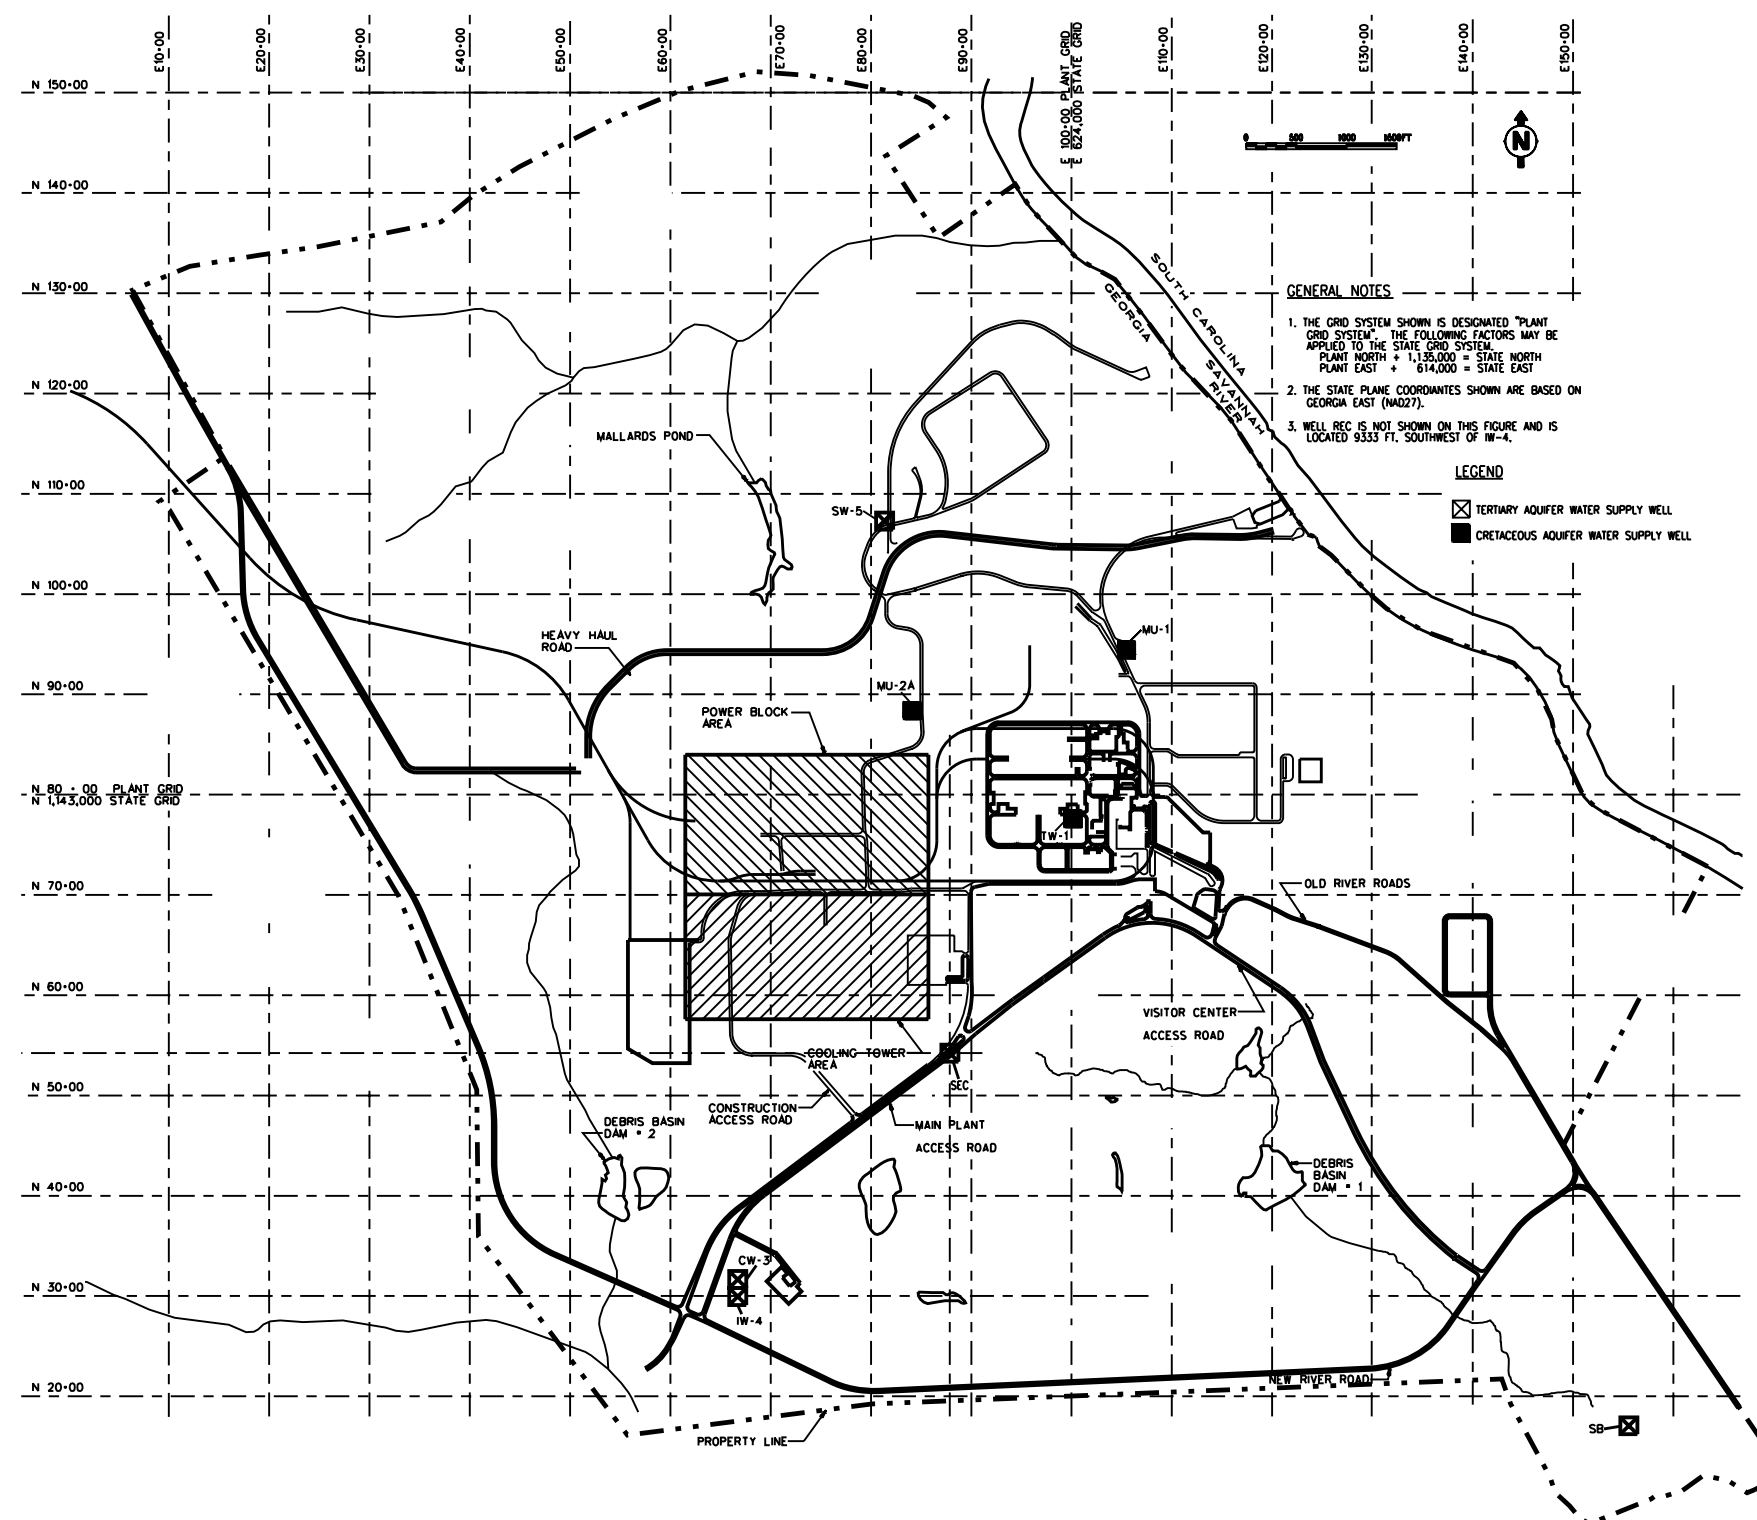 E10+00
E20+00
E30+00
E40+00
E50+00
E60+00
E70+00
E80+00
E90+00
E 100+00 PLANT GRID
E 624,000 STATE GRID
E110+00
E120+00
E130+00
E140+00
E150+00
N 150+00
0 500 1000 1500FT
N
N 140+00
N 130+00
SOUTH CAROLINA
GEORGIA
SAVANNAH
RIVER
GENERAL NOTES
1. THE GRID SYSTEM SHOWN IS DESIGNATED "PLANT
GRID SYSTEM". THE FOLLOWING FACTORS MAY BE
APPLIED TO THE STATE GRID SYSTEM.
PLANT NORTH + 1,135,000 = STATE NORTH
PLANT EAST + 614,000 = STATE EAST
2. THE STATE PLANE COORDIANTES SHOWN ARE BASED ON
GEORGIA EAST (NAD27).
3. WELL REC IS NOT SHOWN ON THIS FIGURE AND IS
LOCATED 9333 FT. SOUTHWEST OF IW-4.
LEGEND
TERTIARY AQUIFER WATER SUPPLY WELL
CRETACEOUS AQUIFER WATER SUPPLY WELL
N 120+00
MALLARDS POND
N 110+00
SW-5
N 100+00
HEAVY HAUL
ROAD
MU-1
N 90+00
MU-2A
POWER BLOCK
AREA
N 80+00 PLANT GRID
N 1,143,000 STATE GRID
TW-1
N 70+00
OLD RIVER ROADS
N 60+00
VISITOR CENTER
ACCESS ROAD
COOLING TOWER
AREA
SEC
N 50+00
CONSTRUCTION
ACCESS ROAD
DEBRIS BASIN
DAM # 2
MAIN PLANT
ACCESS ROAD
DEBRIS
BASIN
DAM # 1
N 40+00
CW-3
N 30+00
IW-4
N 20+00
NEW RIVER ROAD
PROPERTY LINE
SB